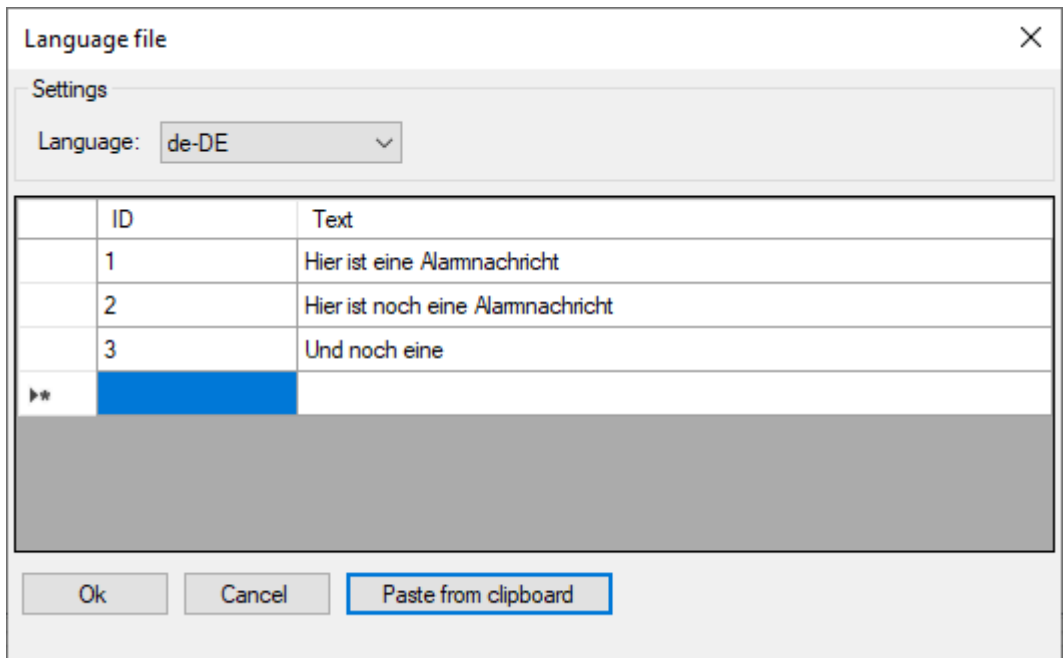 Language file
Settings
Language: de-DE
ID Text
1 Hier ist eine Alarmnachricht
2 Hier ist noch eine Alarmnachricht
3 Und noch eine
Ok Cancel Paste from clipboard